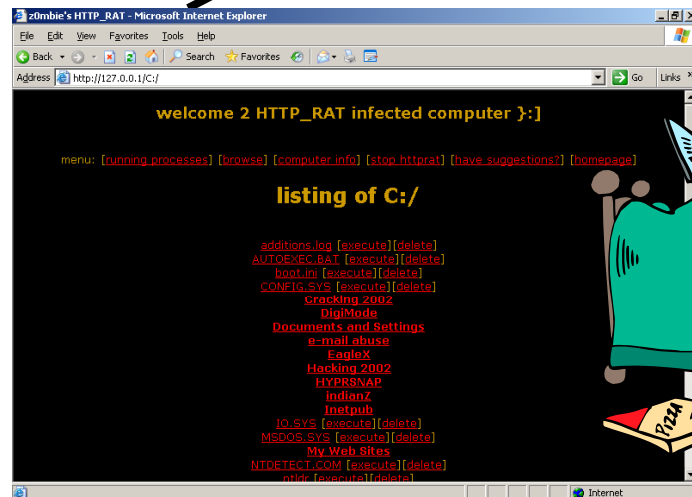 z0mbie's HTTP_RAT - Microsoft Internet Explorer
File Edit View Favorites Tools Help
Back Search Favorites
Address http://127.0.0.1/C:/ Go Links »
welcome 2 HTTP_RAT infected computer }:]
menu: [running processes] [browse] [computer info] [stop httprat] [have suggestions?] [homepage]
listing of C:/
additions.log [execute][delete]
AUTOEXEC.BAT [execute][delete]
boot.ini [execute][delete]
CONFIG.SYS [execute][delete]
Cracking 2002
DigiMode
Documents and Settings
e-mail abuse
EagleX
Hacking 2002
HYPRSNAP
indianZ
Inetpub
IO.SYS [execute][delete]
MSDOS.SYS [execute][delete]
My Web Sites
NTDETECT.COM [execute][delete]
ntldr [execute][delete]
PIZZA
Internet